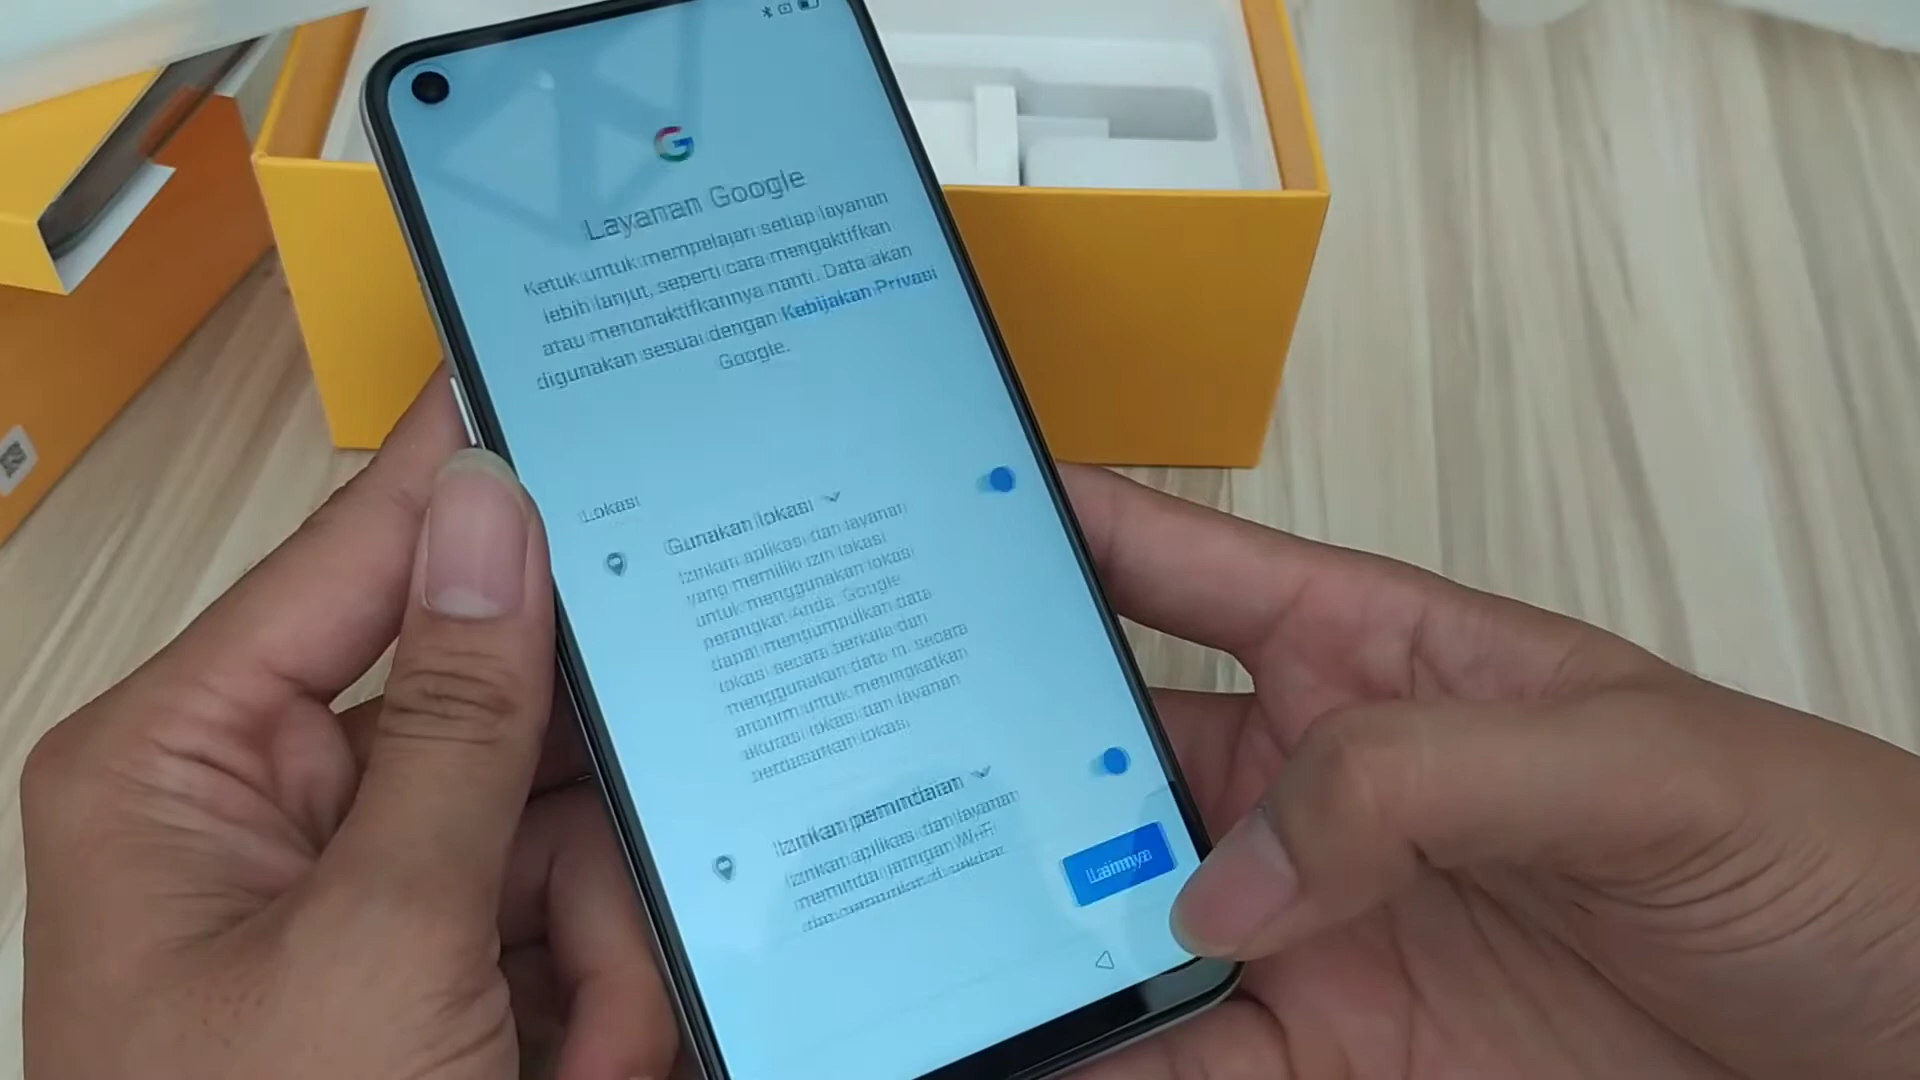 Layanan Google
Ketuk untuk mempelajari setiap layanan
lebih lanjut, seperti cara mengaktifkan
atau menonaktifkannya nanti. Data akan
digunakan sesuai dengan Kebijakan Privasi
Google.
Lokasi
Gunakan lokasi
Izinkan aplikasi dan layanan
yang memiliki izin lokasi
untuk menggunakan lokasi
perangkat Anda. Google
dapat mengumpulkan data
lokasi secara berkala dan
menggunakan data ini secara
anonim untuk meningkatkan
akurasi lokasi dan layanan
berdasarkan lokasi.
Izinkan pemindaian
Izinkan aplikasi dan layanan
memindai jaringan Wi-Fi
Lainnya